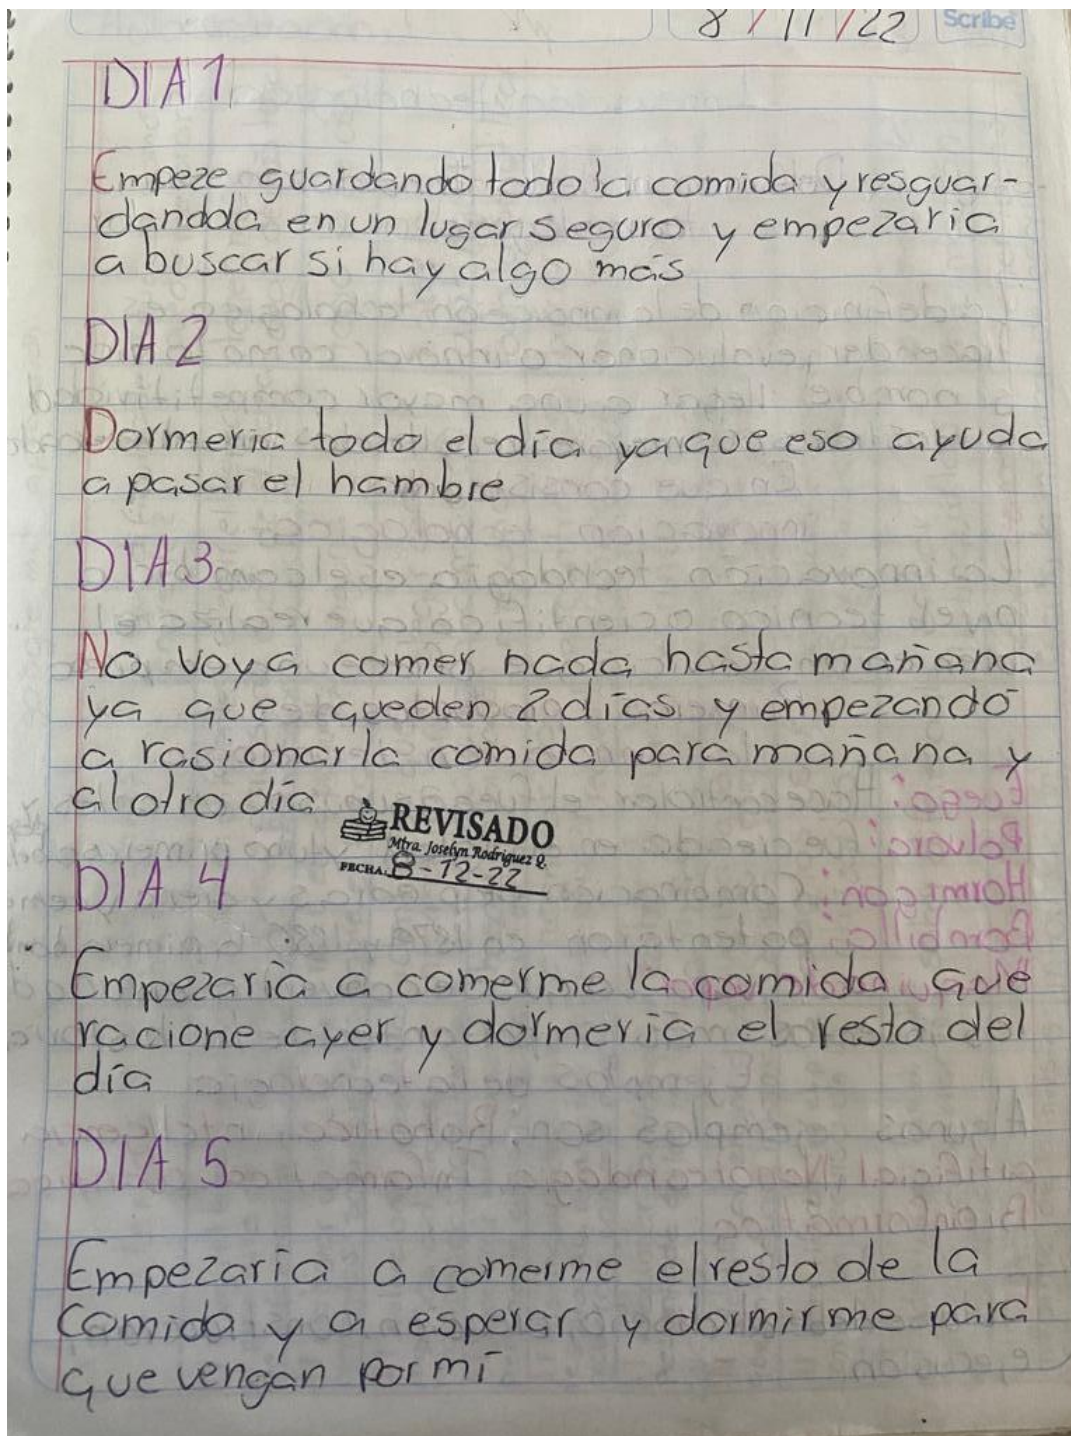 8 / 11 / 22
Scribe
DIA 1
Empeze guardando todo la comida y resguar-
dandola en un lugar seguro y empezaria
a buscar si hay algo más
DIA 2
Dormeria todo el día ya que eso ayuda
a pasar el hambre
DIA 3
No voy a comer nada hasta mañana
ya que queden 2 días y empezando
a rasionar la comida para mañana y
al otro día
REVISADO
Mtra. Joselyn Rodriguez Q.
FECHA: 8-12-22
DIA 4
Empezaria a comerme la comida que
racione ayer y dormeria el resto del
día
DIA 5
Empezaria a comerme el resto de la
comida y a esperar y dormirme para
que vengan por mi